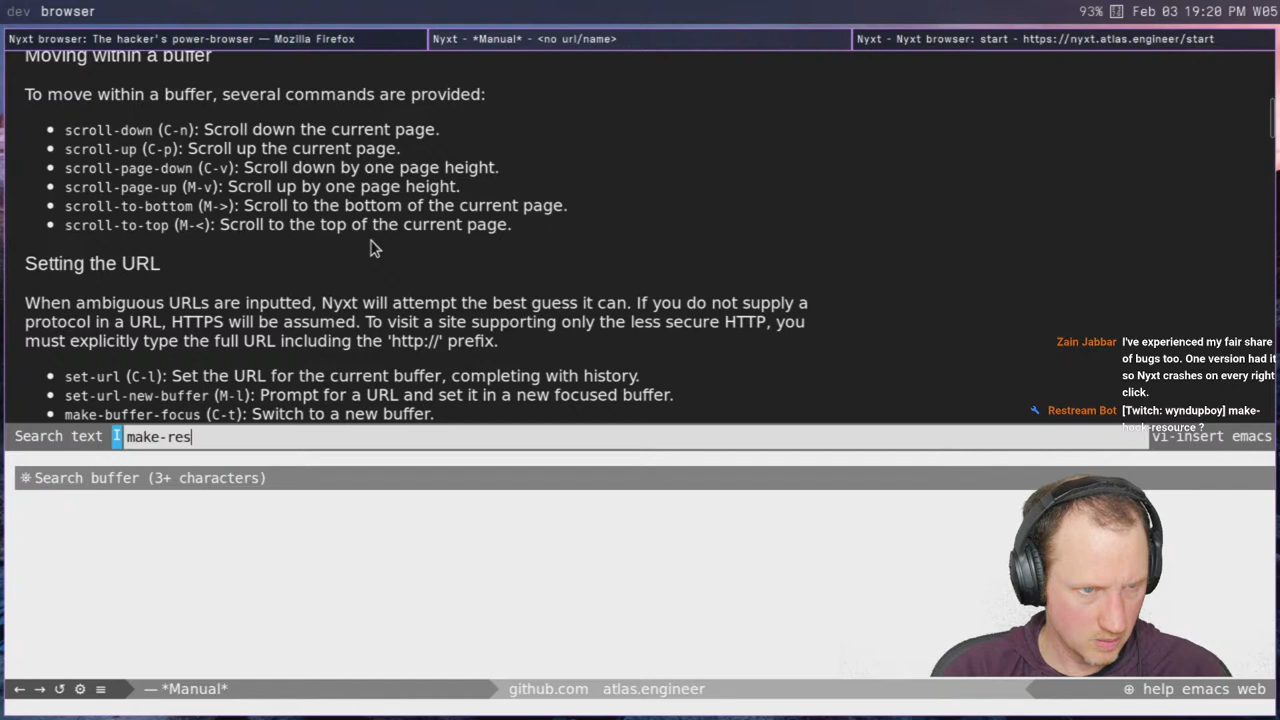 dev browser
93% Feb 03 19:20 PM W05
Nyxt browser: The hacker's power-browser — Mozilla Firefox
Nyxt - *Manual* - <no url/name>
Nyxt - Nyxt browser: start - https://nyxt.atlas.engineer/start
Moving within a buffer
To move within a buffer, several commands are provided:
• scroll-down (C-n): Scroll down the current page.
• scroll-up (C-p): Scroll up the current page.
• scroll-page-down (C-v): Scroll down by one page height.
• scroll-page-up (M-v): Scroll up by one page height.
• scroll-to-bottom (M->): Scroll to the bottom of the current page.
• scroll-to-top (M-<): Scroll to the top of the current page.
Setting the URL
When ambiguous URLs are inputted, Nyxt will attempt the best guess it can. If you do not supply a
protocol in a URL, HTTPS will be assumed. To visit a site supporting only the less secure HTTP, you
must explicitly type the full URL including the 'http://' prefix.
• set-url (C-l): Set the URL for the current buffer, completing with history.
• set-url-new-buffer (M-l): Prompt for a URL and set it in a new focused buffer.
• make-buffer-focus (C-t): Switch to a new buffer.
Zain Jabbar I've experienced my fair share
of bugs too. One version had it
so Nyxt crashes on every right
click.
Restream Bot [Twitch: wyndupboy] make-
hook-resource ?
Search text I make-res
vi-insert emacs
Search buffer (3+ characters)
← → ↺ ⚙ ≡ — *Manual* github.com atlas.engineer ⊕ help emacs web